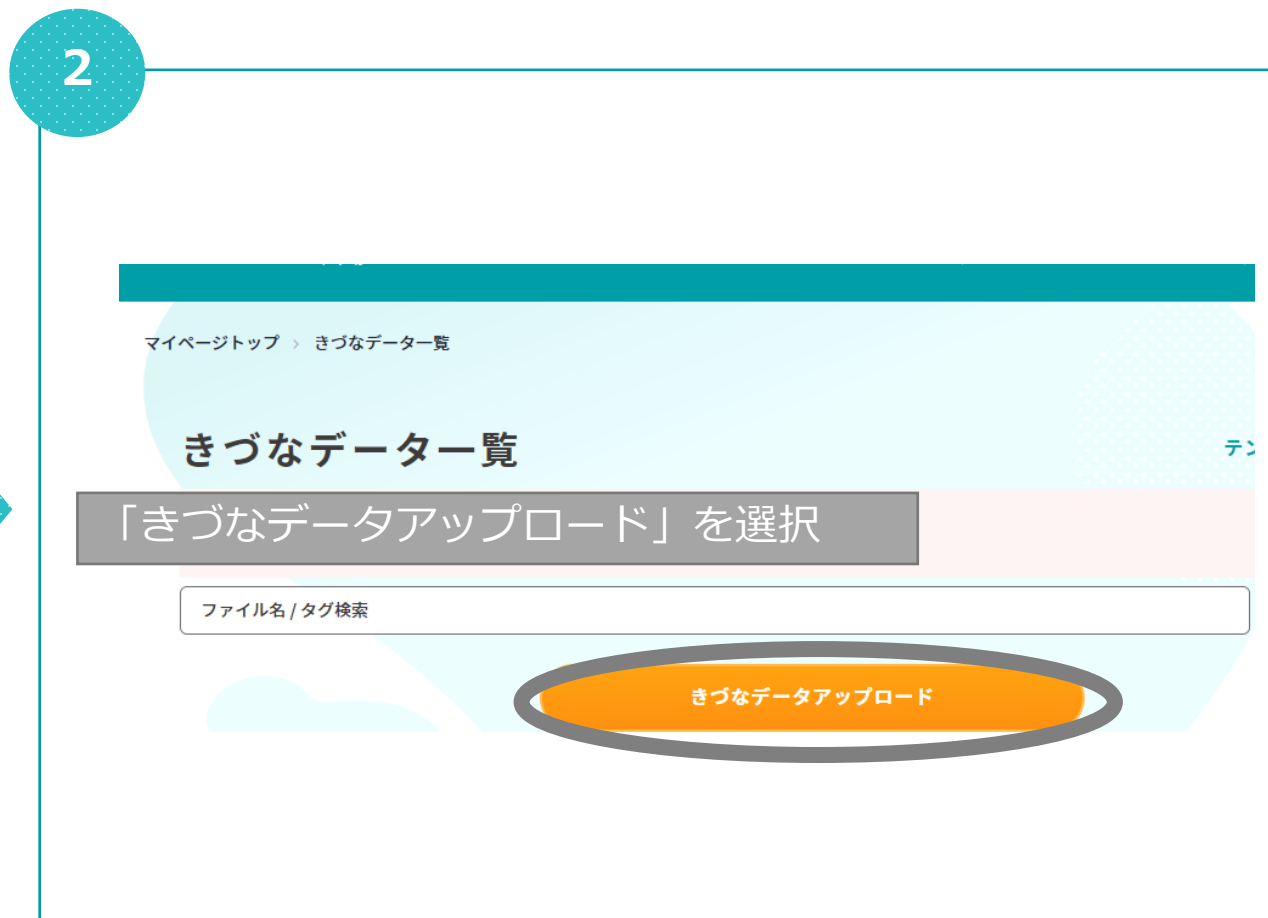 2
マイページトップ > きづなデータ一覧
きづなデータ一覧
「きづなデータアップロード」を選択
ファイル名 / タグ検索
きづなデータアップロード